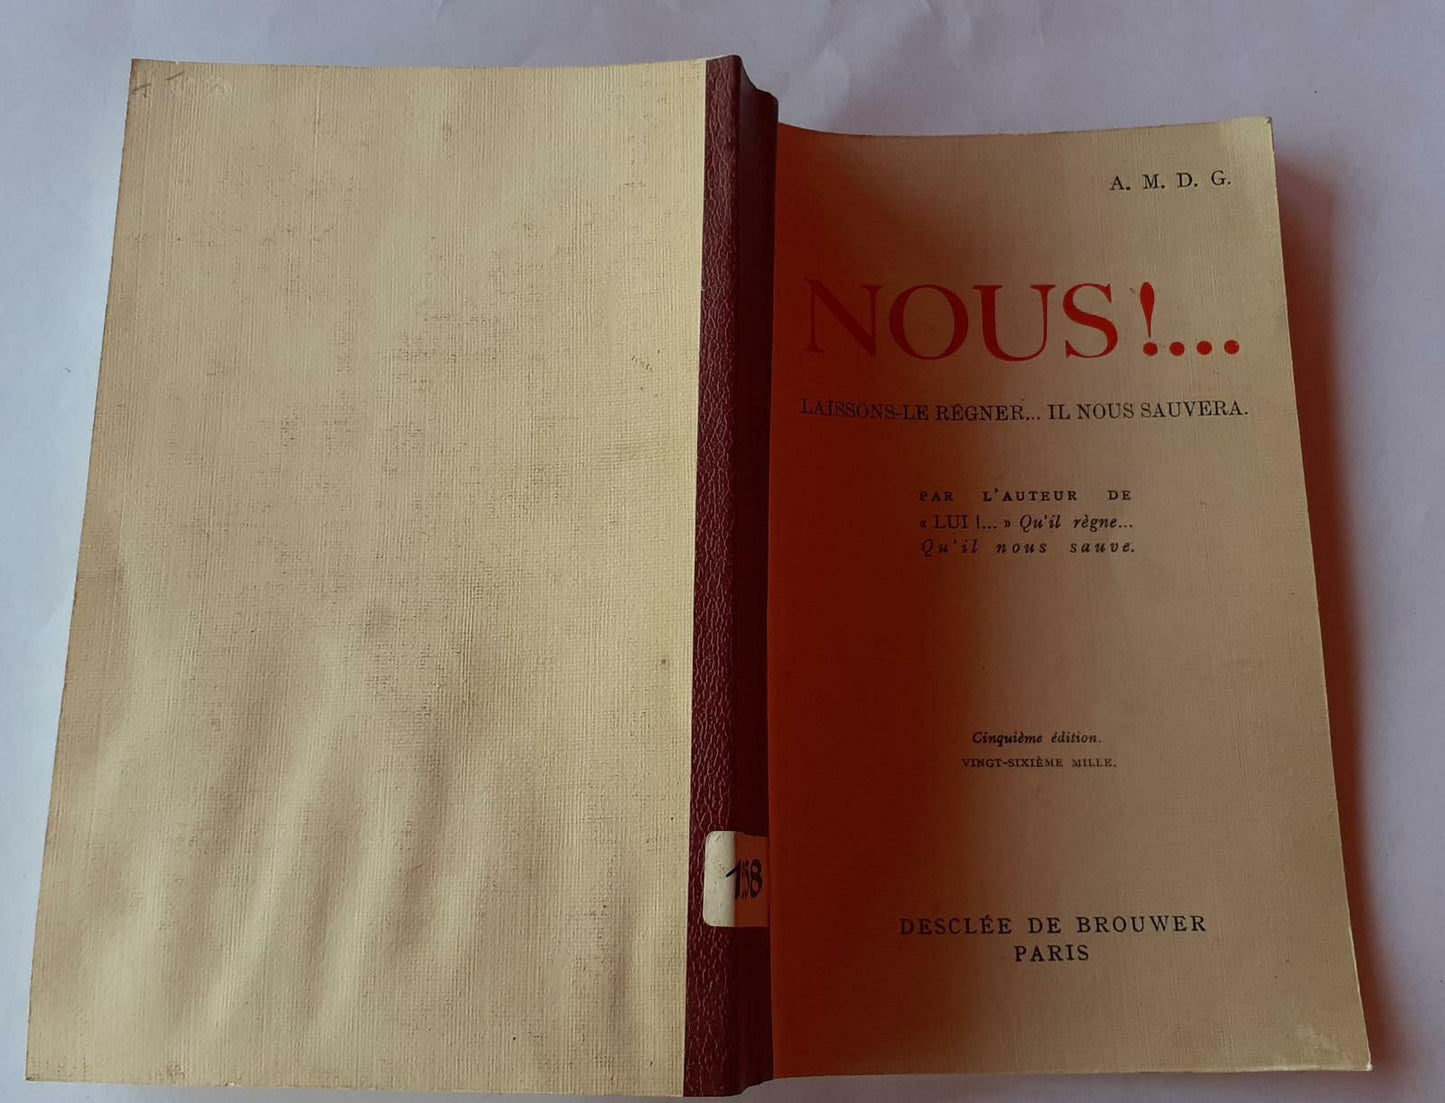 A. M. D. G.
NOUS !...
LAISSONS-LE RÉGNER... IL NOUS SAUVERA.
PAR L'AUTEUR DE
« LUI !... » Qu'il règne...
Qu'il nous sauve.
Cinquième édition.
VINGT-SIXIÈME MILLE.
DESCLÉE DE BROUWER
PARIS
158